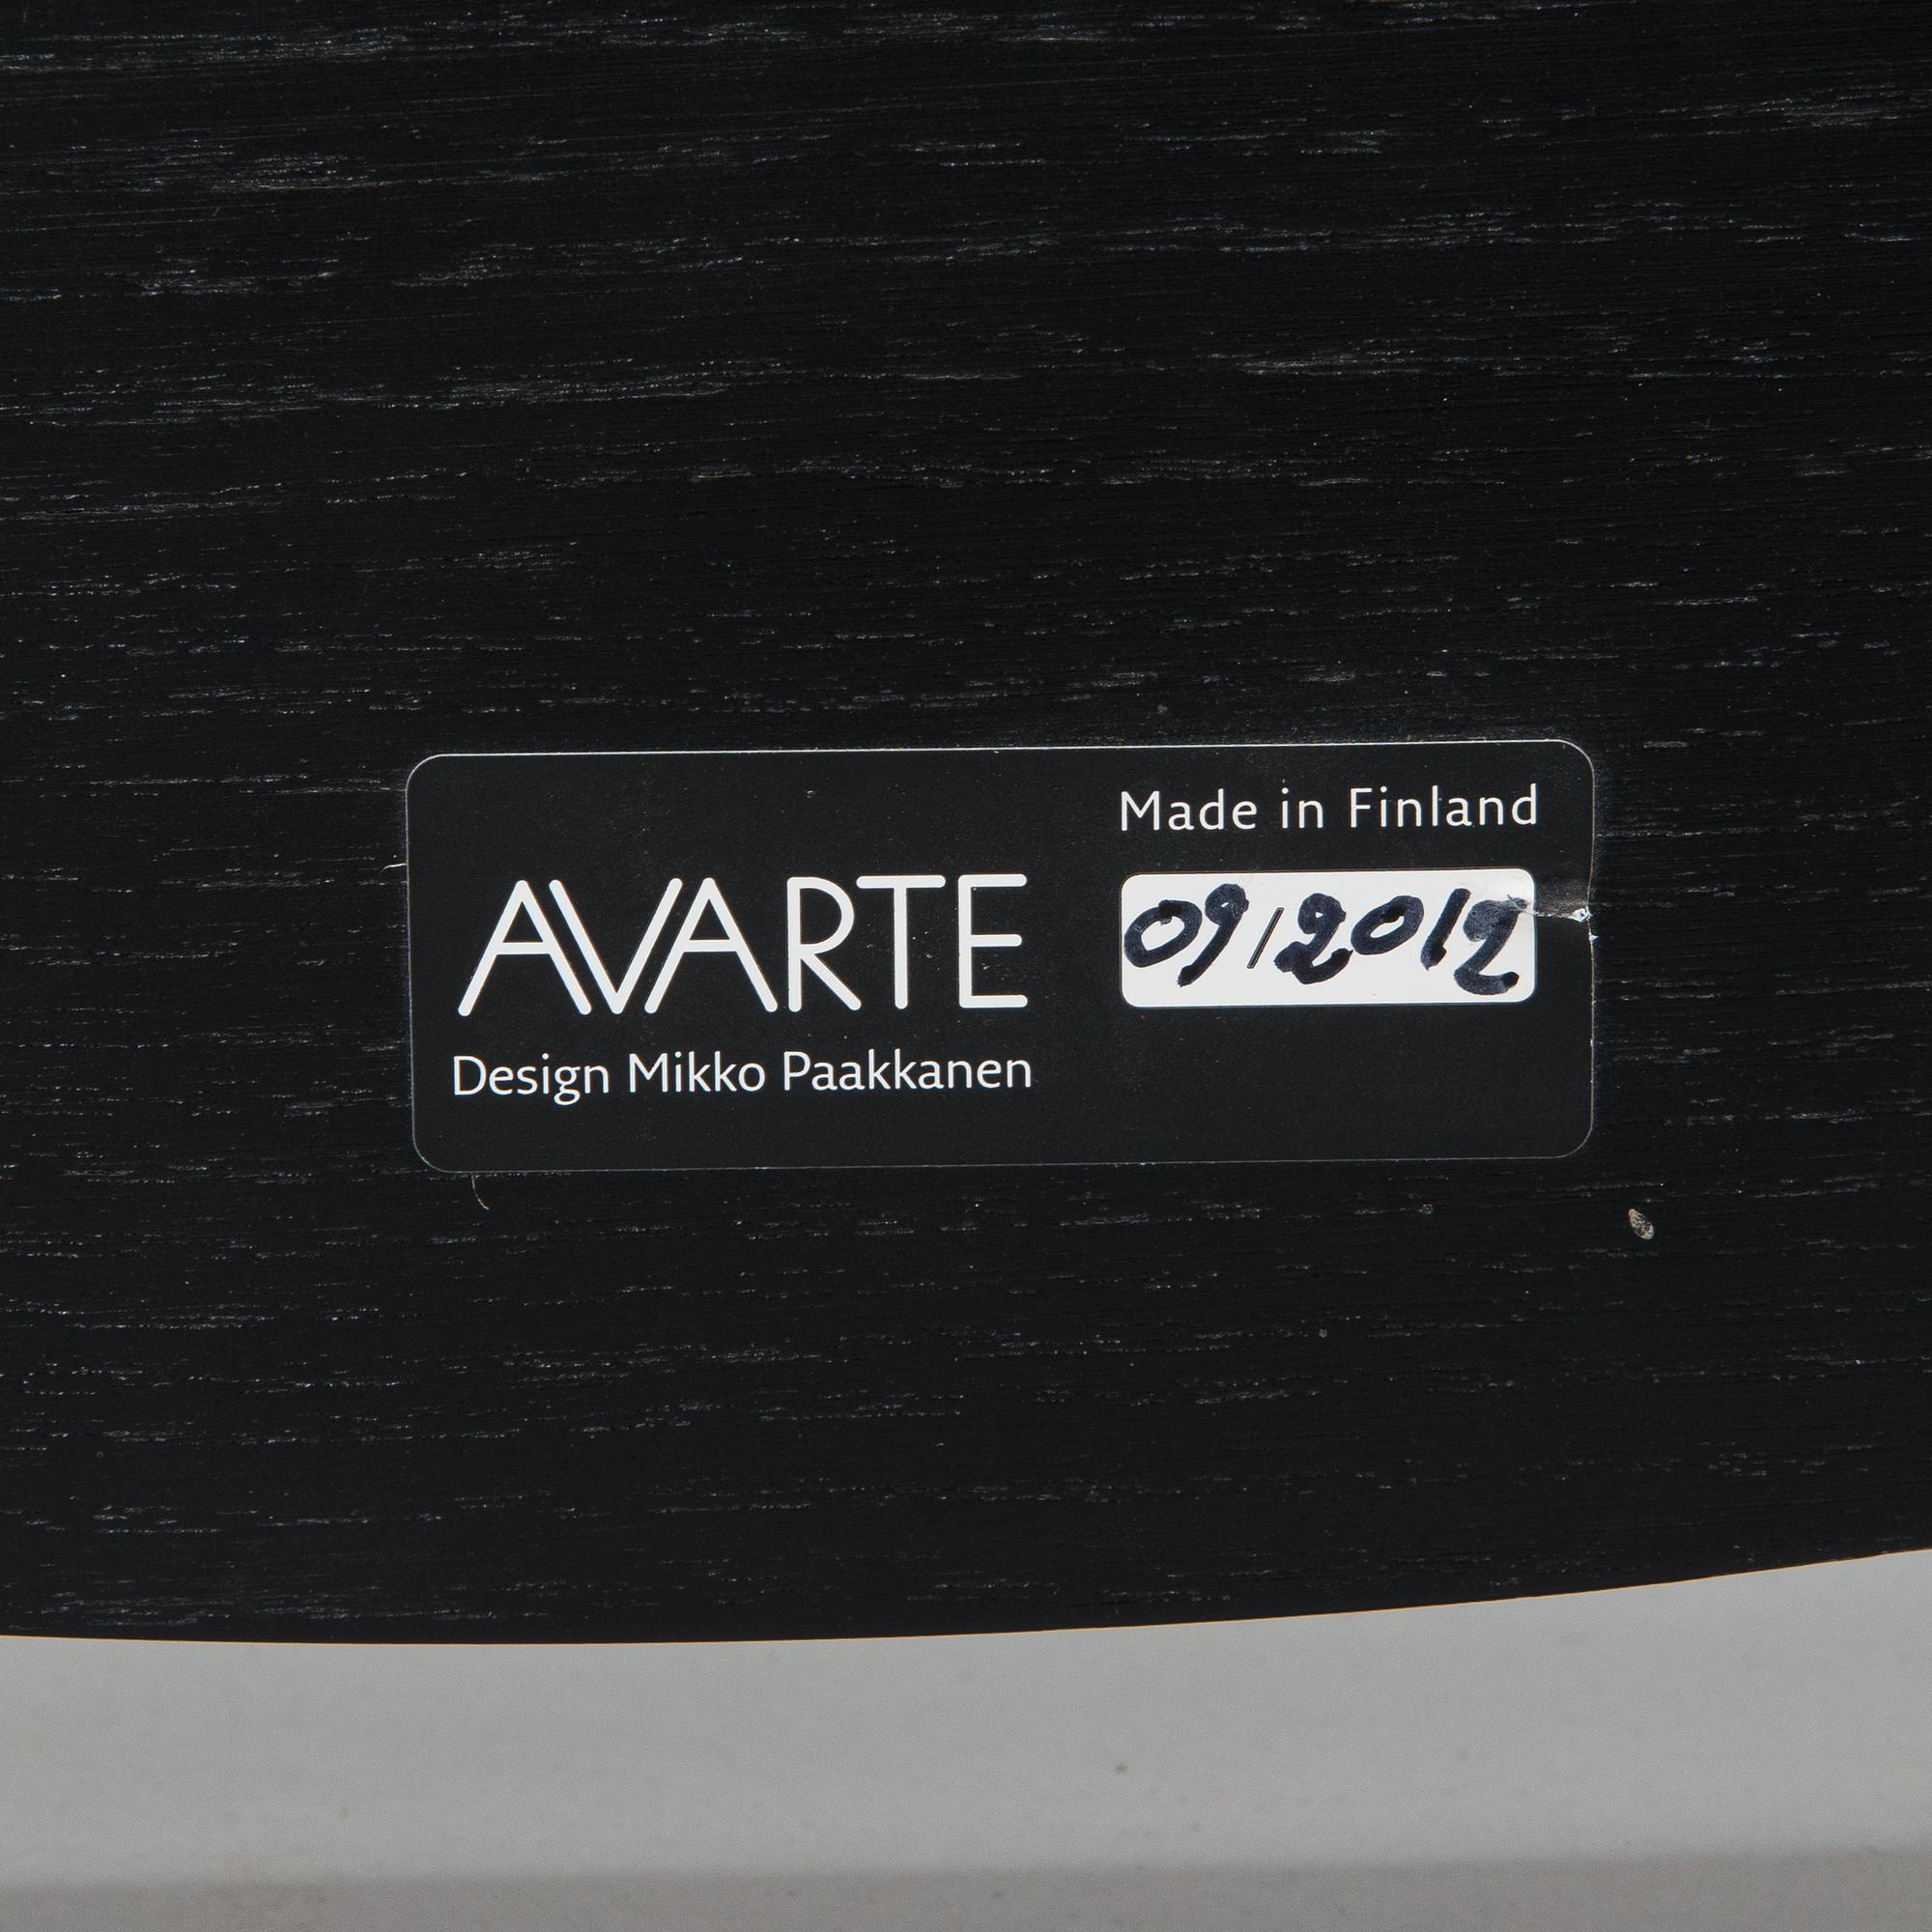 Made in Finland
AVARTE
09/2012
Design Mikko Paakkanen